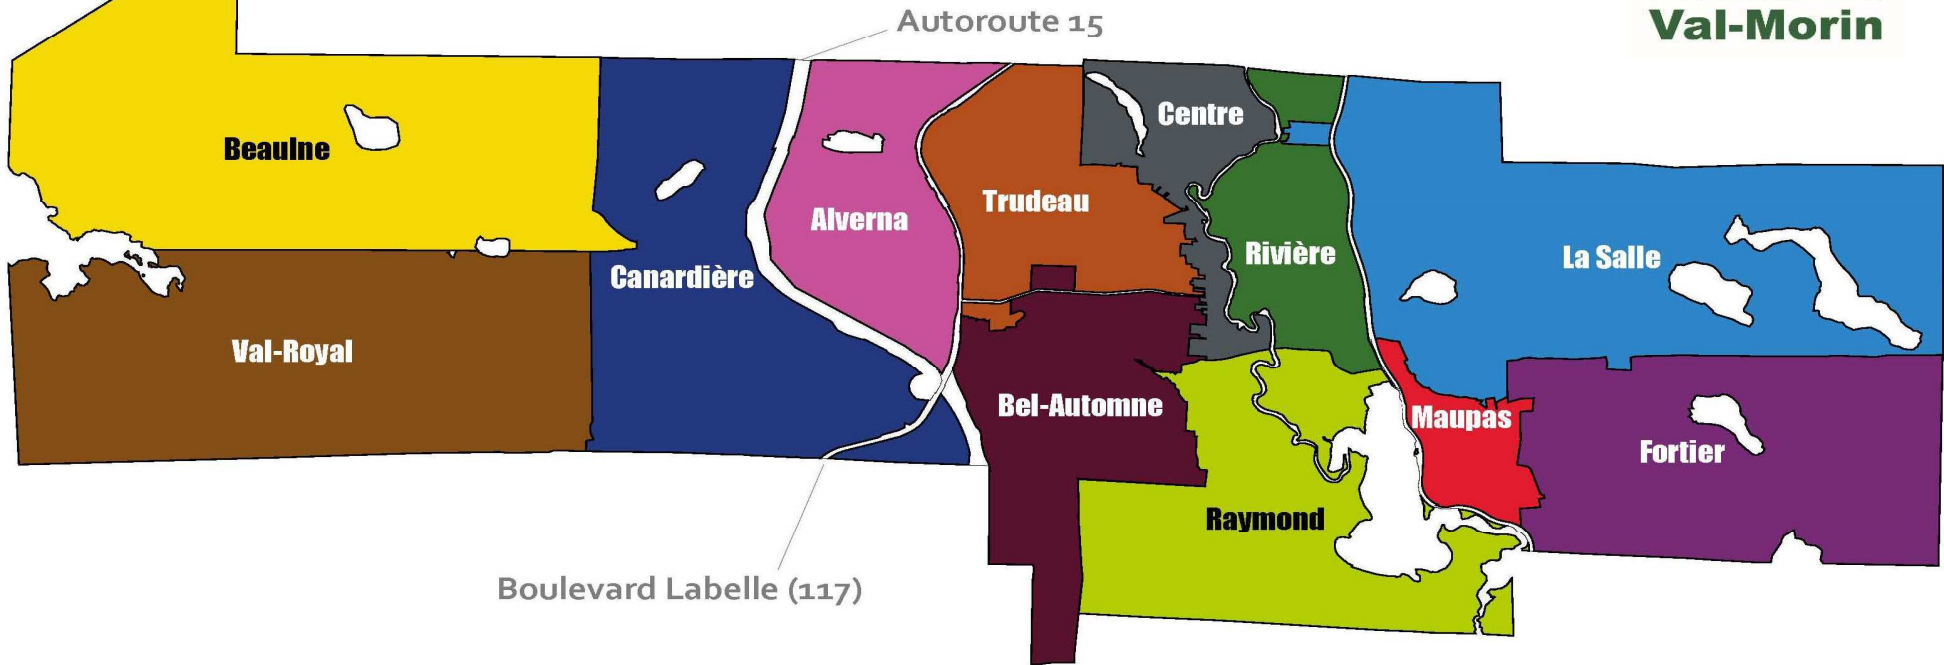 Autoroute 15
Val-Morin
Centre
Beaulne
Trudeau
Alverna
Rivière
La Salle
Canardière
Val-Royal
Bel-Automne
Maupas
Fortier
Raymond
Boulevard Labelle (117)